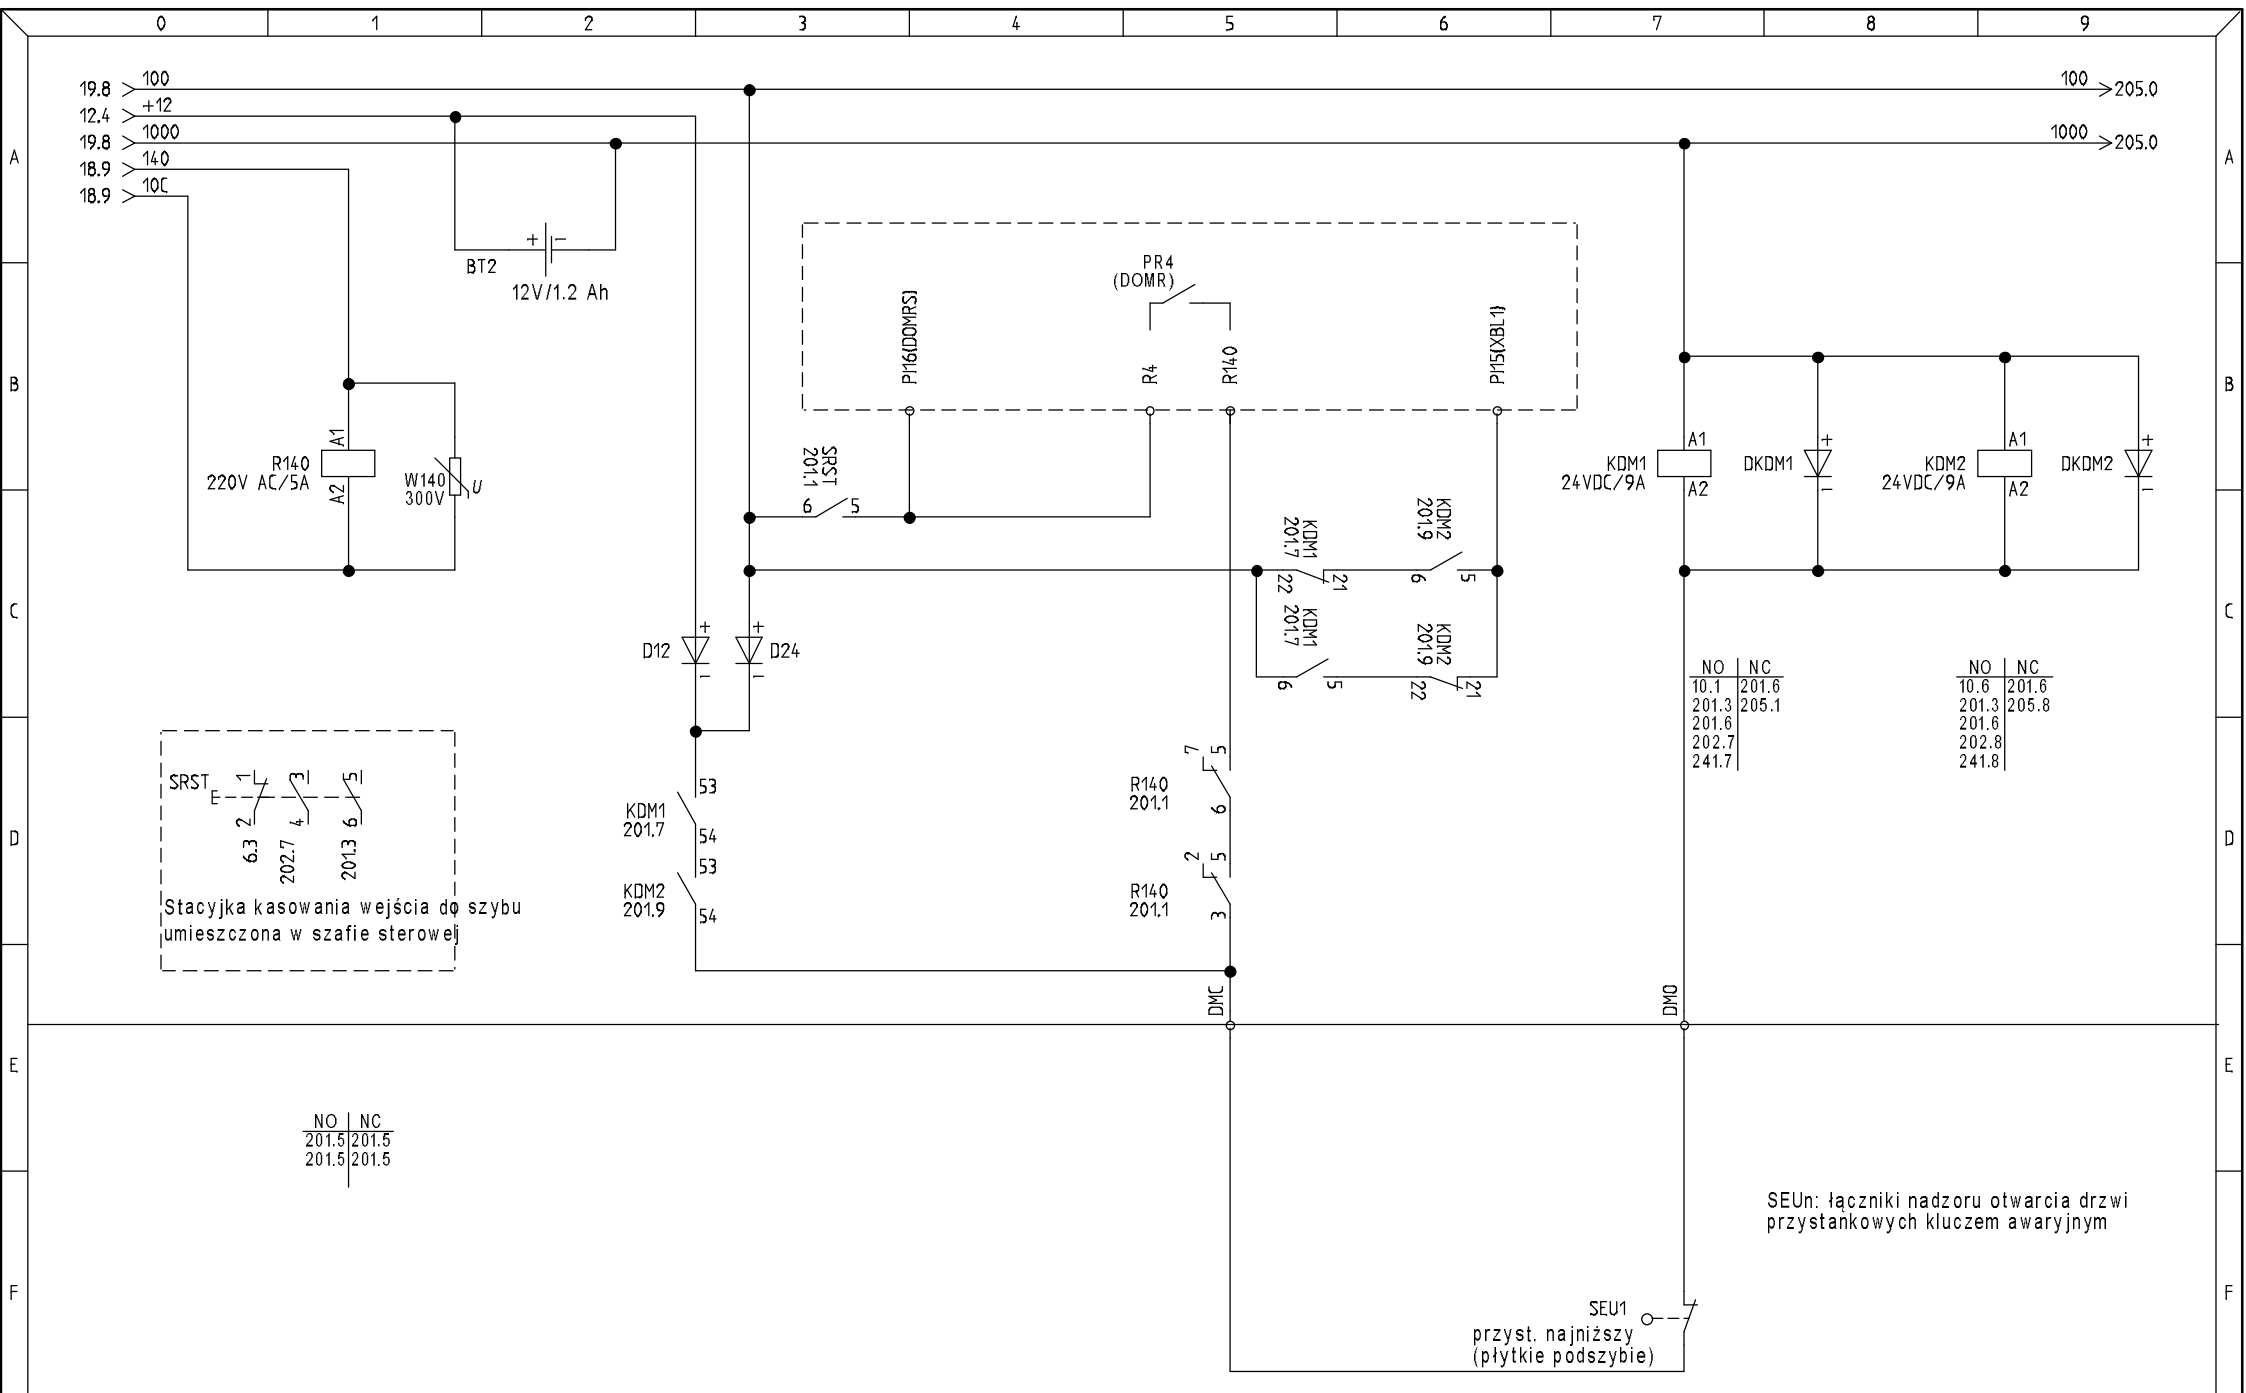 0 1 2 3 4 5 6 7 8 9
19.8 100 100 205.0
12.4 +12
19.8 1000 1000 205.0
A A
18.9 140
18.9 10C
+ -
BT2
12V/1.2 Ah
PR4
(DOMR)
PI16(DOMRS)
R4
R140
PI15(XBL1)
B B
A1
R140
220V AC/5A
A2
W140
300V
U
SRST
201.1
6 5
KDM1
24VDC/9A
A1
A2
DKDM1
+
-
KDM2
24VDC/9A
A1
A2
DKDM2
+
-
KDM1
201.7
22 21
KDM2
201.9
6 5
C C
KDM1
201.7
6 5
KDM2
201.9
22 21
D12
+
-
D24
+
-
NO NC
10.1 201.6
201.3 205.1
201.6
202.7
241.7
NO NC
10.6 201.6
201.3 205.8
201.6
202.8
241.8
SRST
E
1 3 5
2 4 6
6.3 202.7 201.3
Stacyjka kasowania wejścia do szybu
umieszczona w szafie sterowej
D D
KDM1
201.7
53
54
KDM2
201.9
53
54
7 5
R140
201.1
6
2 5
R140
201.1
3
DMC
DMO
E E
NO NC
201.5 201.5
201.5 201.5
SEUn: łączniki nadzoru otwarcia drzwi
przystankowych kluczem awaryjnym
F F
SEU1
przyst. najniższy
(płytkie podszybie)